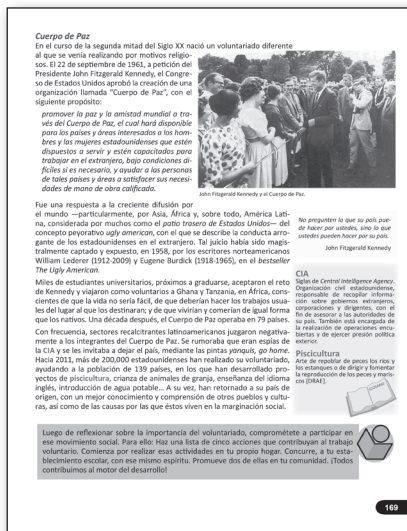 Cuerpo de Paz
En el curso de la segunda mitad del Siglo XX nació un voluntariado diferente
al que se venía realizando por motivos religio-
sos. El 22 de septiembre de 1961, a petición del
Presidente John Fitzgerald Kennedy, el Congre-
so de Estados Unidos aprobó la creación de una
organización llamada "Cuerpo de Paz", con el
siguiente propósito:
promover la paz y la amistad mundial a tra-
vés del Cuerpo de Paz, el cual hará disponible
para los países y áreas interesados a los hom-
bres y las mujeres estadounidenses que estén
dispuestos a servir y estén capacitados para
trabajar en el extranjero, bajo condiciones di-
fíciles si es necesario, y ayudar a las personas
de tales países y áreas a satisfacer sus necesi-
dades de mano de obra calificada.
John Fitzgerald Kennedy y el Cuerpo de Paz.
Fue una respuesta a la creciente difusión por
el mundo —particularmente, por Asia, África y, sobre todo, América Lati-
na, considerada por muchos como el patio trasero de Estados Unidos— del
concepto peyorativo ugly american, con el que se describe la conducta arro-
gante de los estadounidenses en el extranjero. Tal juicio había sido magis-
tralmente captado y expuesto, en 1958, por los escritores norteamericanos
William Lederer (1912-2009) y Eugene Burdick (1918-1965), en el bestseller
The Ugly American.
Miles de estudiantes universitarios, próximos a graduarse, aceptaron el reto
de Kennedy y viajaron como voluntarios a Ghana y Tanzania, en África, cons-
cientes de que la vida no sería fácil, de que deberían hacer los trabajos usua-
les del lugar al que los destinaran; y de que vivirían y comerían de igual forma
que los nativos. Una década después, el Cuerpo de Paz operaba en 79 países.
Con frecuencia, sectores recalcitrantes latinoamericanos juzgaron negativa-
mente a los integrantes del Cuerpo de Paz. Se rumoraba que eran espías de
la CIA y se les invitaba a dejar el país, mediante las pintas yanquis, go home.
Hacia 2011, más de 200,000 estadounidenses han realizado su voluntariado,
ayudando a la población de 139 países, en los que han desarrollado pro-
yectos de piscicultura, crianza de animales de granja, enseñanza del idioma
inglés, introducción de agua potable... A su vez, han retornado a su país de
origen, con un mejor conocimiento y comprensión de otros pueblos y cultu-
ras, así como de las causas por las que éstos viven en la marginación social.
No pregunten lo que su país pue-
de hacer por ustedes, sino lo que
ustedes pueden hacer por su país.
John Fitzgerald Kennedy
CIA
Siglas de Central Intelligence Agency.
Organización civil estadounidense,
responsable de recopilar informa-
ción sobre gobiernos extranjeros,
corporaciones y dirigentes, con el
fin de asesorar a las autoridades de
su país. También está encargada de
la realización de operaciones encu-
biertas y de ejercer presión política
exterior.
Piscicultura
Arte de repoblar de peces los ríos y
los estanques o de dirigir y fomentar
la reproducción de los peces y maris-
cos [DRAE].
Luego de reflexionar sobre la importancia del voluntariado, comprométete a participar en
ese movimiento social. Para ello: Haz una lista de cinco acciones que contribuyan al trabajo
voluntario. Comienza por realizar esas actividades en tu propio hogar. Concurre, a tu esta-
blecimiento escolar, con ese mismo espíritu. Promueve dos de ellas en tu comunidad. ¡Todos
contribuimos al motor del desarrollo!
169